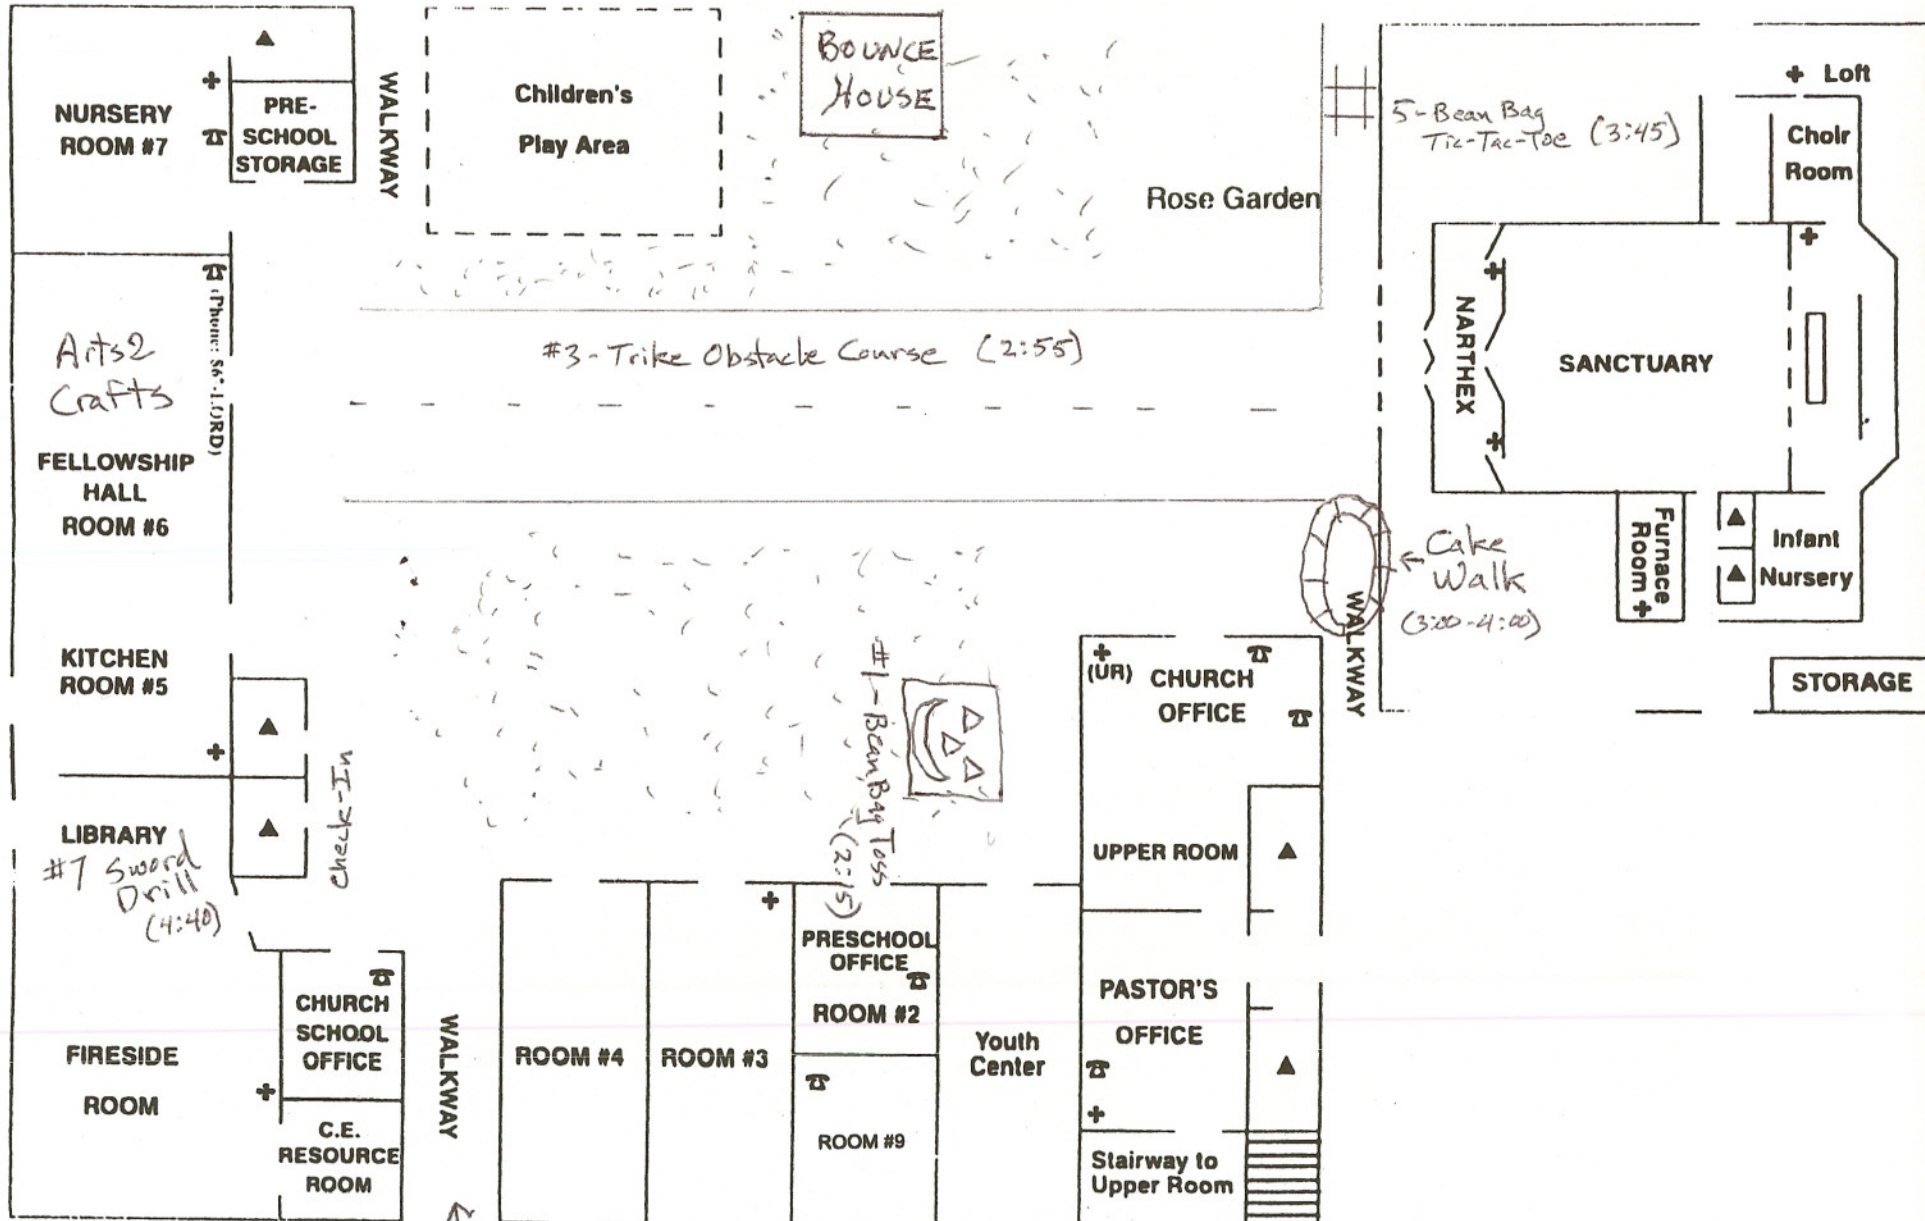 NURSERY
ROOM #7
PRE-
SCHOOL
STORAGE
WALKWAY
Children's
Play Area
BOUNCE
HOUSE
Rose Garden
5-Bean Bag
Tic-Tac-Toe (3:45)
Loft
Choir
Room
NARTHEX
SANCTUARY
Arts2
Crafts
(Phone: 567-LORD)
#3-Trike Obstacle Course (2:55)
FELLOWSHIP
HALL
ROOM #6
Furnace
Room
Infant
Nursery
Cake
Walk
(3:00-4:00)
WALKWAY
STORAGE
KITCHEN
ROOM #5
Check-In
LIBRARY
#7 Sword
Drill
(4:40)
#1-Bean Bag Toss
(2:15)
(UR)
CHURCH
OFFICE
UPPER ROOM
PRESCHOOL
OFFICE
ROOM #2
PASTOR'S
OFFICE
CHURCH
SCHOOL
OFFICE
FIRESIDE
ROOM
C.E.
RESOURCE
ROOM
WALKWAY
ROOM #4
ROOM #3
ROOM #9
Youth
Center
Stairway to
Upper Room